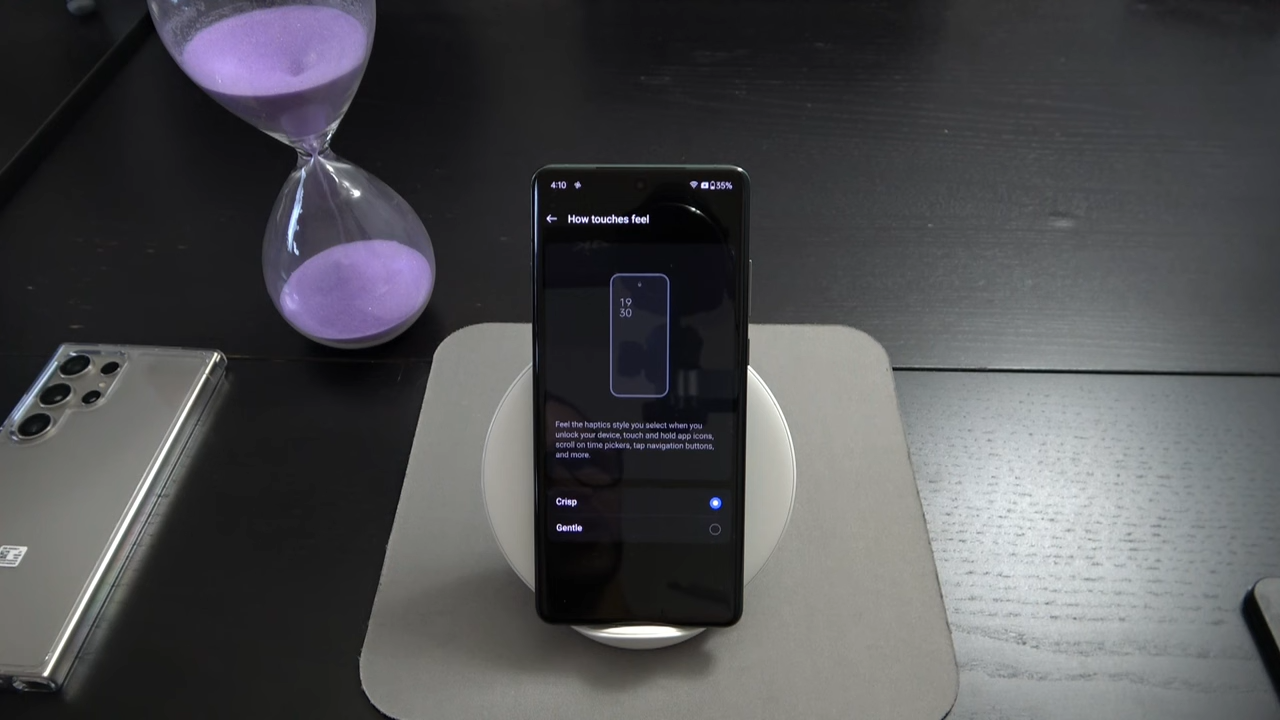 4:10 35%
How touches feel
19
30
Feel the haptics style you select when you
unlock your device, touch and hold app icons,
scroll on time pickers, tap navigation buttons,
and more.
Crisp
Gentle